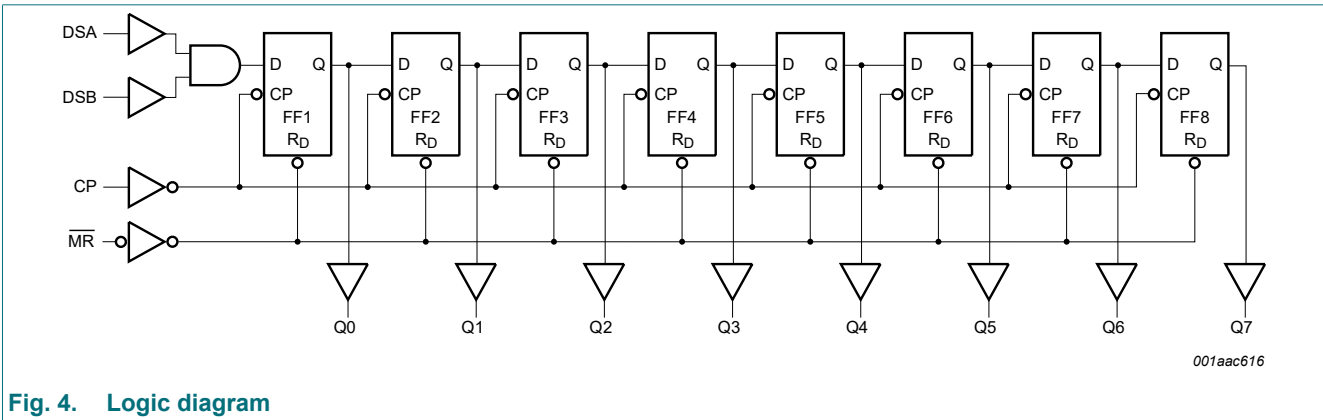 DSA
DSB
D Q D Q D Q D Q D Q D Q D Q D Q
CP CP CP CP CP CP CP CP
FF1 FF2 FF3 FF4 FF5 FF6 FF7 FF8
RD RD RD RD RD RD RD RD
CP
MR
Q0 Q1 Q2 Q3 Q4 Q5 Q6 Q7
001aac616
Fig. 4. Logic diagram